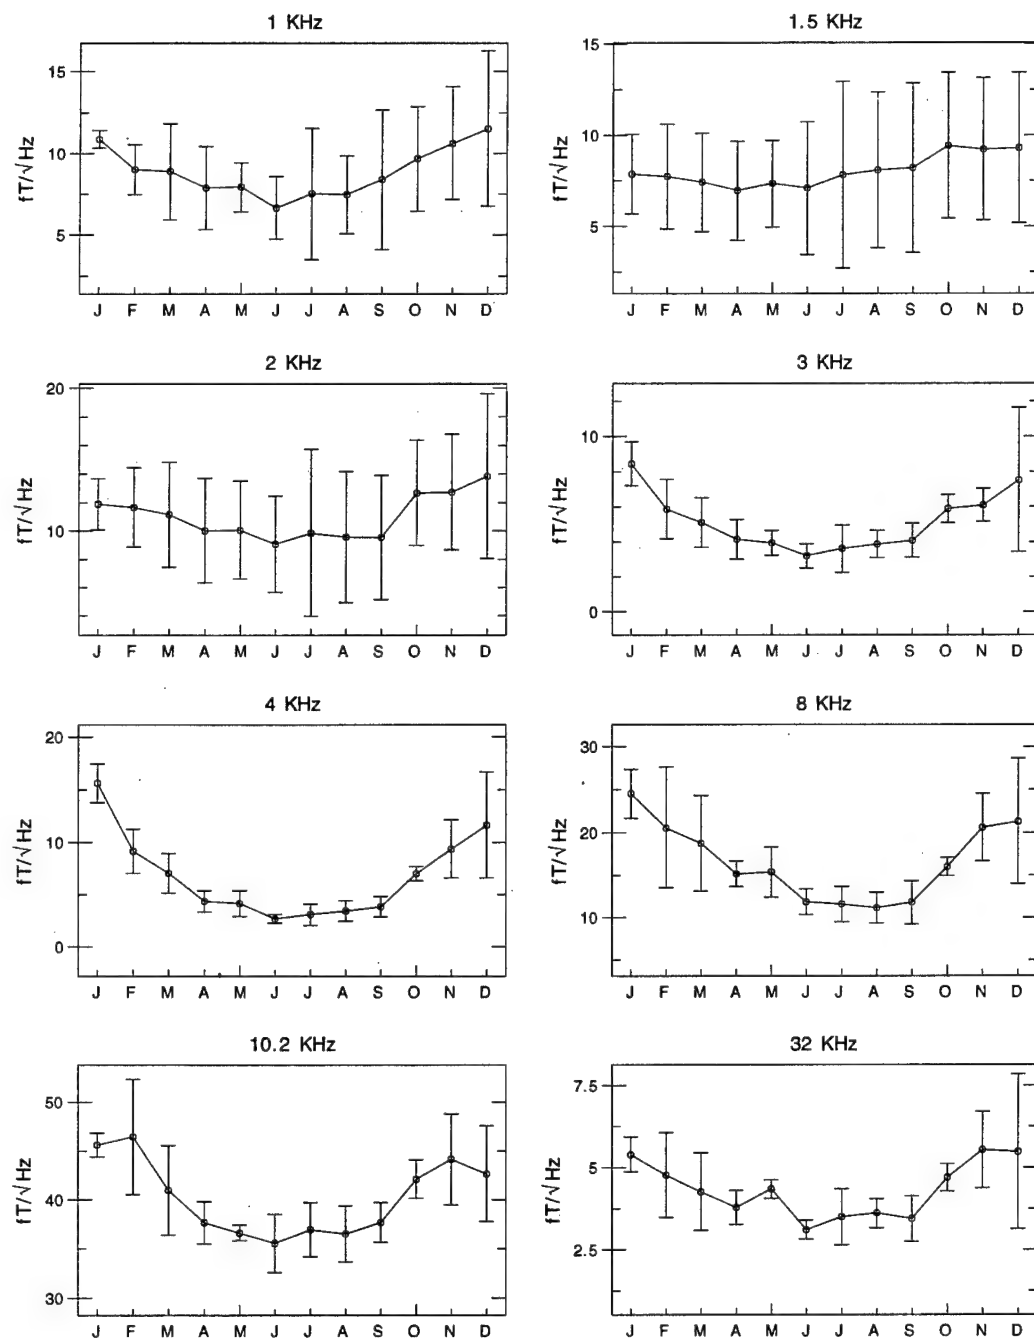 1 KHz
15
10
5
fT/√Hz
J F M A M J J A S O N D
1.5 KHz
15
10
5
fT/√Hz
J F M A M J J A S O N D
2 KHz
20
10
fT/√Hz
J F M A M J J A S O N D
3 KHz
10
0
fT/√Hz
J F M A M J J A S O N D
4 KHz
20
10
0
fT/√Hz
J F M A M J J A S O N D
8 KHz
30
20
10
fT/√Hz
J F M A M J J A S O N D
10.2 KHz
50
40
30
fT/√Hz
J F M A M J J A S O N D
32 KHz
7.5
5
2.5
fT/√Hz
J F M A M J J A S O N D